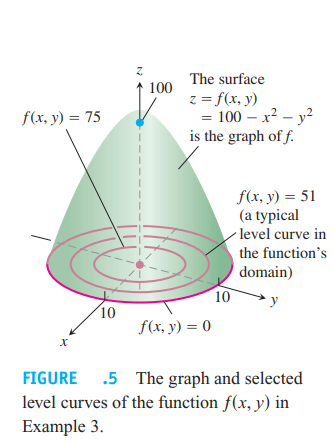 z
100
The surface
z = f(x, y)
= 100 – x² – y²
is the graph of f.
f(x, y) = 75
f(x, y) = 51
(a typical
level curve in
the function's
domain)
10
10
y
f(x, y) = 0
x
FIGURE .5 The graph and selected
level curves of the function f(x, y) in
Example 3.